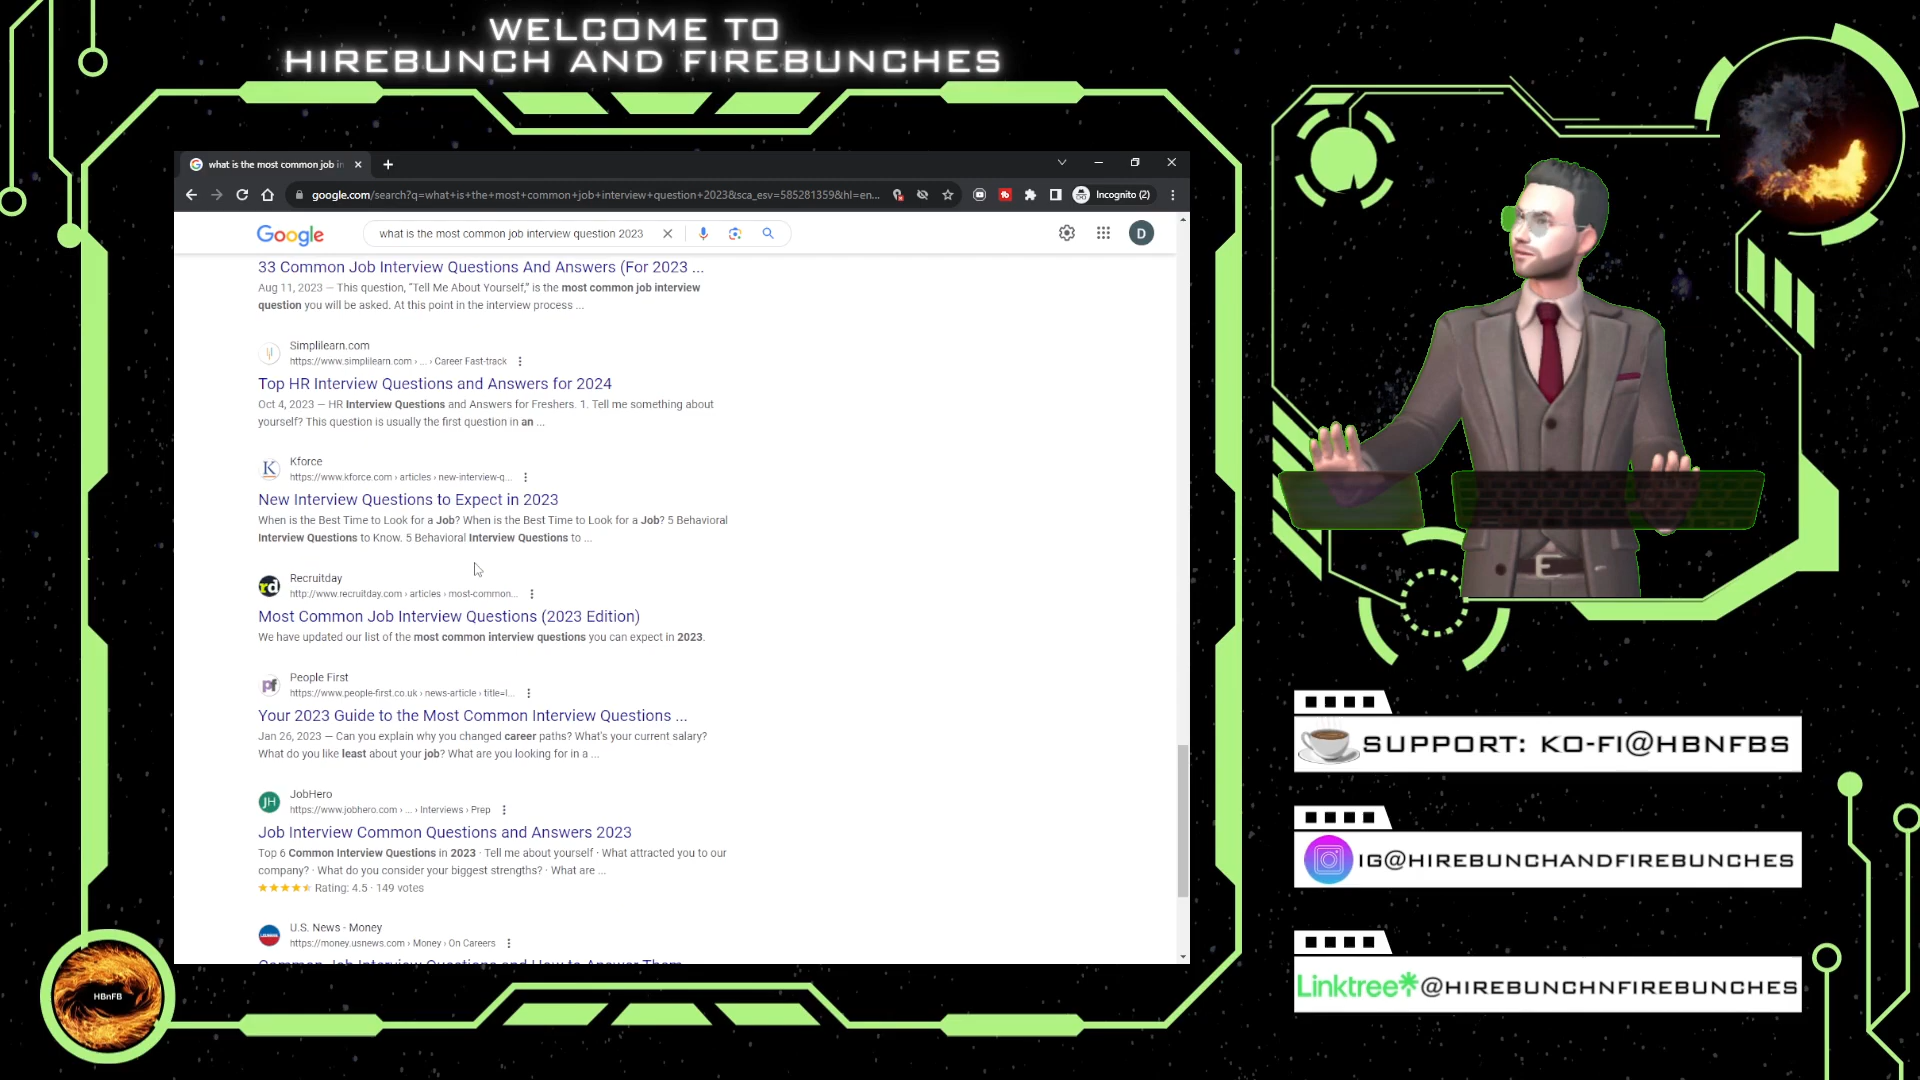 WELCOME TO
HIREBUNCH AND FIREBUNCHES
what is the most common job in
google.com/search?q=what+is+the+most+common+job+interview+question+2023&sca_esv=585281359&hl=en...
Incognito (2)
Google
what is the most common job interview question 2023
D
33 Common Job Interview Questions And Answers (For 2023 ...
Aug 11, 2023 — This question, "Tell Me About Yourself," is the most common job interview
question you will be asked. At this point in the interview process ...
Simplilearn.com
https://www.simplilearn.com › ... › Career Fast-track
Top HR Interview Questions and Answers for 2024
Oct 4, 2023 — HR Interview Questions and Answers for Freshers. 1. Tell me something about
yourself? This question is usually the first question in an ...
K
Kforce
https://www.kforce.com › articles › new-interview-q...
New Interview Questions to Expect in 2023
When is the Best Time to Look for a Job? When is the Best Time to Look for a Job? 5 Behavioral
Interview Questions to Know. 5 Behavioral Interview Questions to ...
rd
Recruitday
http://www.recruitday.com › articles › most-common...
Most Common Job Interview Questions (2023 Edition)
We have updated our list of the most common interview questions you can expect in 2023.
pf
People First
https://www.people-first.co.uk › news-article › title=l...
Your 2023 Guide to the Most Common Interview Questions ...
Jan 26, 2023 — Can you explain why you changed career paths? What's your current salary?
What do you like least about your job? What are you looking for in a ...
JH
JobHero
https://www.jobhero.com › ... › Interviews › Prep
Job Interview Common Questions and Answers 2023
Top 6 Common Interview Questions in 2023 · Tell me about yourself · What attracted you to our
company? · What do you consider your biggest strengths? · What are ...
Rating: 4.5 · 149 votes
U.S. News - Money
https://money.usnews.com › Money › On Careers
Common Job Interview Questions and How to Answer Them
SUPPORT: KO-FI@HBNFBS
IG@HIREBUNCHANDFIREBUNCHES
Linktree*@HIREBUNCHNFIREBUNCHES
HBnFB